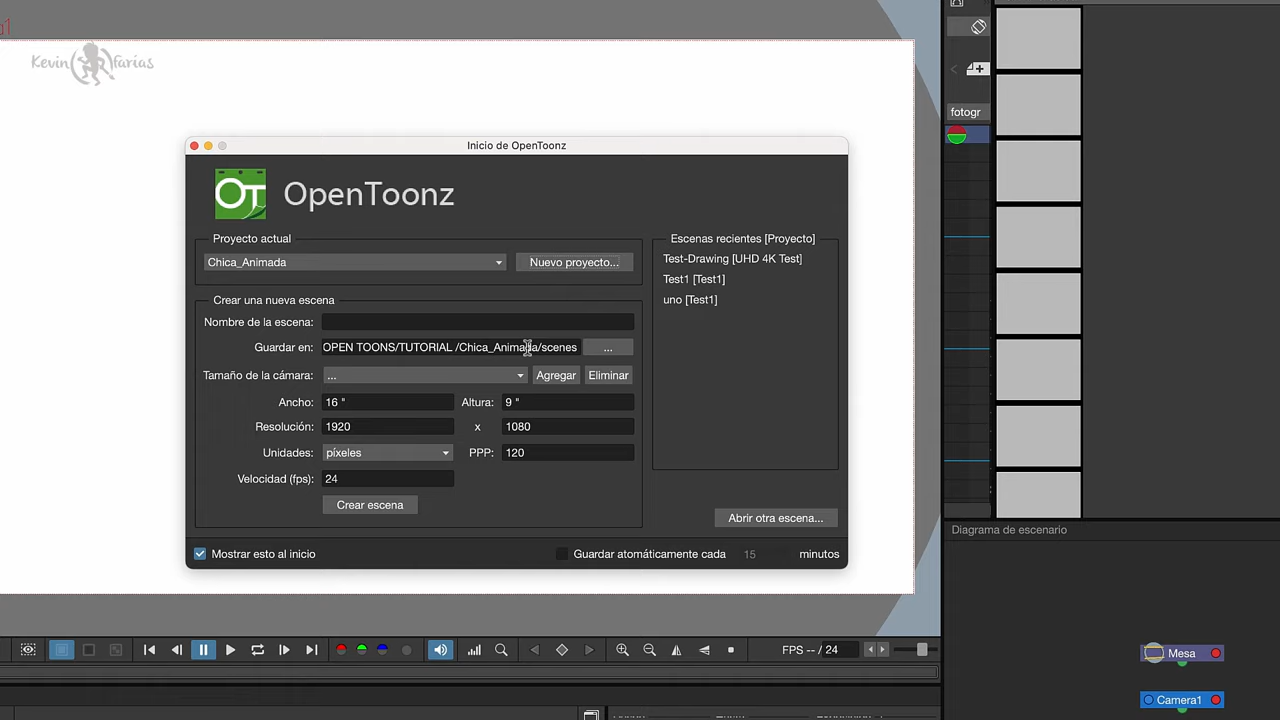 Kevin farías
fotogr
Inicio de OpenToonz
OT OpenToonz
Proyecto actual
Chica_Animada
Nuevo proyecto...
Escenas recientes [Proyecto]
Test-Drawing [UHD 4K Test]
Test1 [Test1]
uno [Test1]
Crear una nueva escena
Nombre de la escena:
Guardar en: OPEN TOONS/TUTORIAL /Chica_Animada/scenes ...
Tamaño de la cámara: ... Agregar Eliminar
Ancho: 16 " Altura: 9 "
Resolución: 1920 x 1080
Unidades: píxeles PPP: 120
Velocidad (fps): 24
Crear escena
Abrir otra escena...
Mostrar esto al inicio
Guardar atomáticamente cada 15 minutos
Diagrama de escenario
FPS -- / 24
Mesa
Camera1